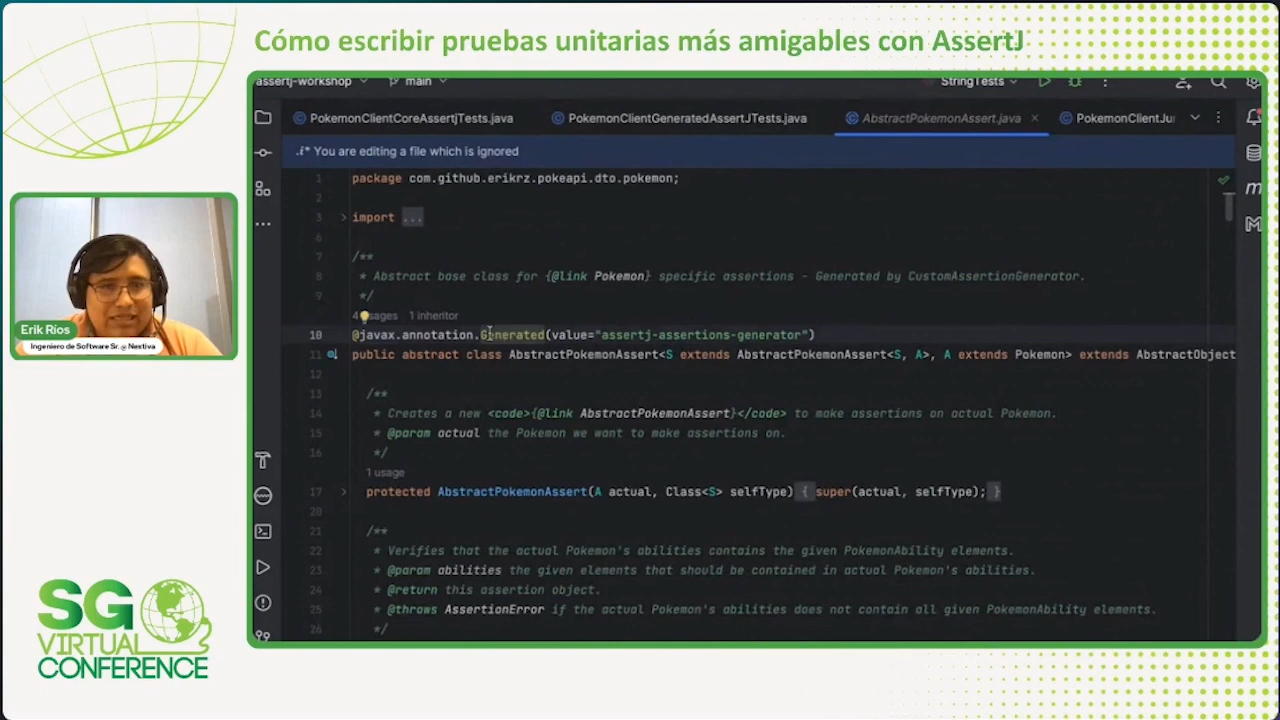 Cómo escribir pruebas unitarias más amigables con AssertJ
assertj-workshop
main
StringTests
PokemonClientCoreAssertjTests.java
PokemonClientGeneratedAssertJTests.java
AbstractPokemonAssert.java
PokemonClientJu
.i* You are editing a file which is ignored
1 package com.github.erikrz.pokeapi.dto.pokemon;
2
3 import ...
6
7 /**
8 * Abstract base class for {@link Pokemon} specific assertions - Generated by CustomAssertionGenerator.
9 */
4 usages 1 inheritor
10 @javax.annotation.Generated(value="assertj-assertions-generator")
11 public abstract class AbstractPokemonAssert<S extends AbstractPokemonAssert<S, A>, A extends Pokemon> extends AbstractObject
12
13 /**
14 * Creates a new <code>{@link AbstractPokemonAssert}</code> to make assertions on actual Pokemon.
15 * @param actual the Pokemon we want to make assertions on.
16 */
1 usage
17 protected AbstractPokemonAssert(A actual, Class<S> selfType) { super(actual, selfType); }
20
21 /**
22 * Verifies that the actual Pokemon's abilities contains the given PokemonAbility elements.
23 * @param abilities the given elements that should be contained in actual Pokemon's abilities.
24 * @return this assertion object.
25 * @throws AssertionError if the actual Pokemon's abilities does not contain all given PokemonAbility elements.
26 */
Erik Ríos
Ingeniero de Software Sr. @ Nextiva
SG
VIRTUAL
CONFERENCE